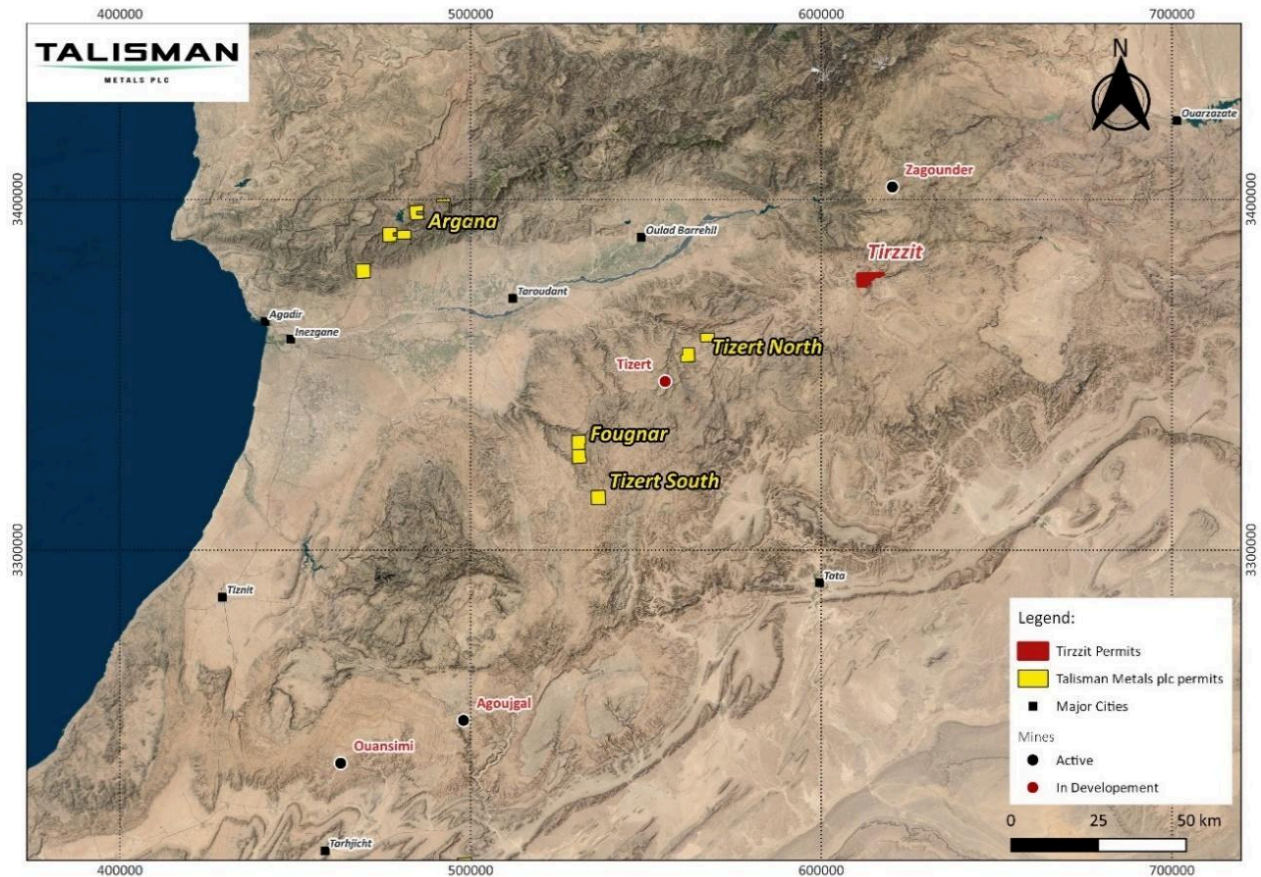 400000
500000
600000
700000
TALISMAN
METALS PLC
N
Ouarzazate
Zagounder
3400000
3400000
Argana
Oulad Barrehil
Tirzzit
Taroudant
Agadir
Inezgane
Tizert North
Tizert
Fougnar
Tizert South
3300000
3300000
Tata
Tiznit
Legend:
Tirzzit Permits
Talisman Metals plc permits
Major Cities
Mines
Active
In Developement
Agoujgal
Ouansimi
Tarhjicht
0 25 50 km
400000
500000
600000
700000